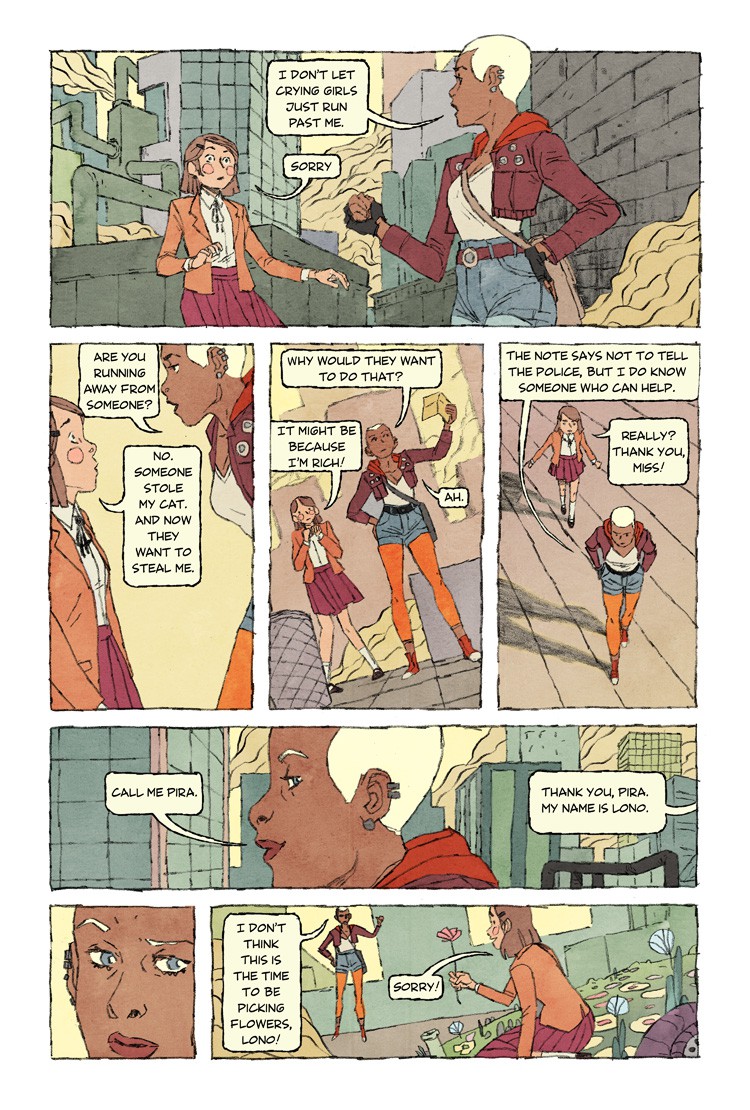 I DON'T LET
CRYING GIRLS
JUST RUN
PAST ME.
SORRY
ARE YOU
RUNNING
AWAY FROM
SOMEONE?
NO.
SOMEONE
STOLE
MY CAT.
AND NOW
THEY
WANT TO
STEAL ME.
WHY WOULD THEY WANT
TO DO THAT?
IT MIGHT BE
BECAUSE
I'M RICH!
AH.
THE NOTE SAYS NOT TO TELL
THE POLICE, BUT I DO KNOW
SOMEONE WHO CAN HELP.
REALLY?
THANK YOU,
MISS!
CALL ME PIRA.
THANK YOU, PIRA.
MY NAME IS LONO.
I DON'T
THINK
THIS IS
THE TIME
TO BE
PICKING
FLOWERS,
LONO!
SORRY!